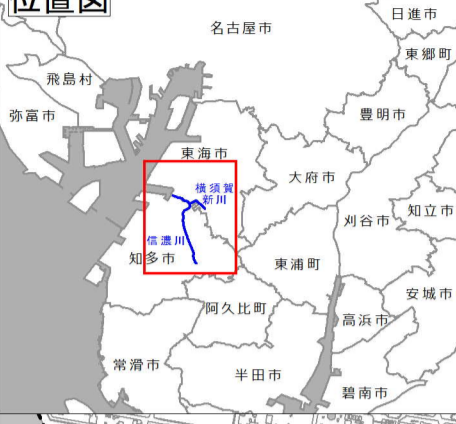 位置図
日進市
名古屋市
東郷町
飛島村
豊明市
弥富市
東海市
大府市
横須賀
新川
知立市
刈谷市
信濃川
知多市
東浦町
安城市
阿久比町
高浜市
常滑市
半田市
碧南市